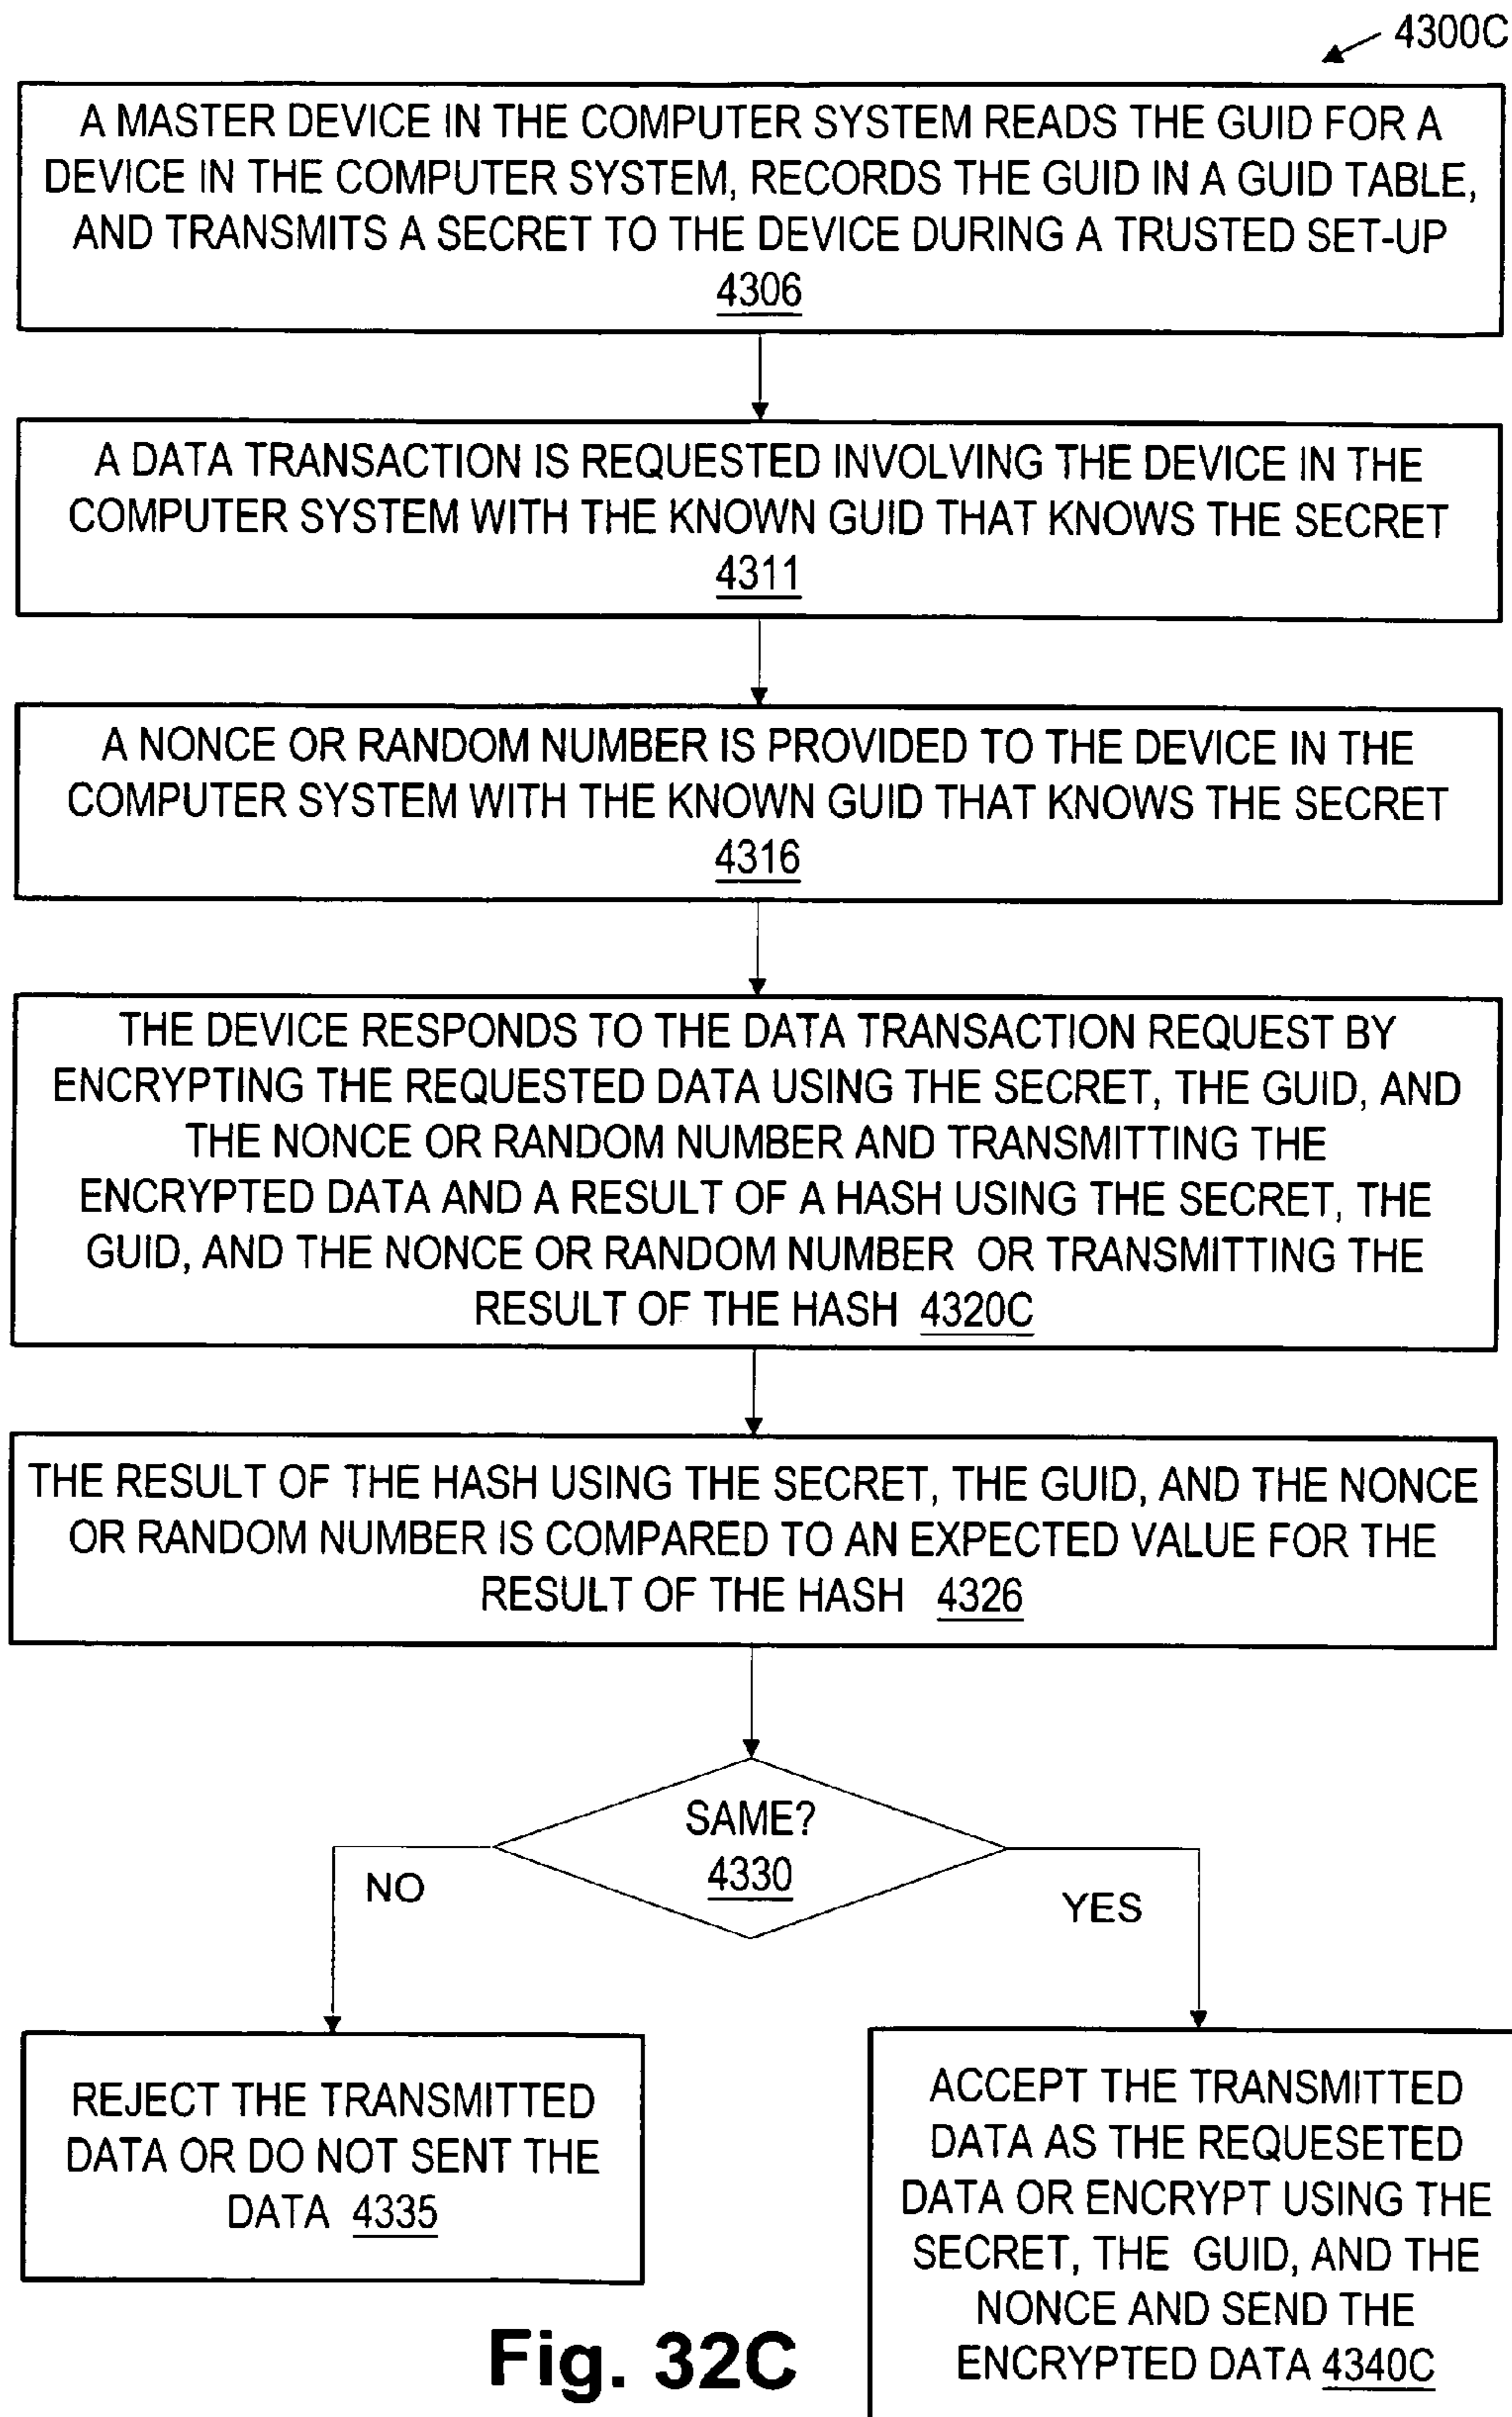 4300C
A MASTER DEVICE IN THE COMPUTER SYSTEM READS THE GUID FOR A
DEVICE IN THE COMPUTER SYSTEM, RECORDS THE GUID IN A GUID TABLE,
AND TRANSMITS A SECRET TO THE DEVICE DURING A TRUSTED SET-UP
4306
A DATA TRANSACTION IS REQUESTED INVOLVING THE DEVICE IN THE
COMPUTER SYSTEM WITH THE KNOWN GUID THAT KNOWS THE SECRET
4311
A NONCE OR RANDOM NUMBER IS PROVIDED TO THE DEVICE IN THE
COMPUTER SYSTEM WITH THE KNOWN GUID THAT KNOWS THE SECRET
4316
THE DEVICE RESPONDS TO THE DATA TRANSACTION REQUEST BY
ENCRYPTING THE REQUESTED DATA USING THE SECRET, THE GUID, AND
THE NONCE OR RANDOM NUMBER AND TRANSMITTING THE
ENCRYPTED DATA AND A RESULT OF A HASH USING THE SECRET, THE
GUID, AND THE NONCE OR RANDOM NUMBER OR TRANSMITTING THE
RESULT OF THE HASH 4320C
THE RESULT OF THE HASH USING THE SECRET, THE GUID, AND THE NONCE
OR RANDOM NUMBER IS COMPARED TO AN EXPECTED VALUE FOR THE
RESULT OF THE HASH 4326
SAME?
4330
NO
YES
REJECT THE TRANSMITTED
DATA OR DO NOT SENT THE
DATA 4335
ACCEPT THE TRANSMITTED
DATA AS THE REQUESETED
DATA OR ENCRYPT USING THE
SECRET, THE GUID, AND THE
NONCE AND SEND THE
ENCRYPTED DATA 4340C
Fig. 32C